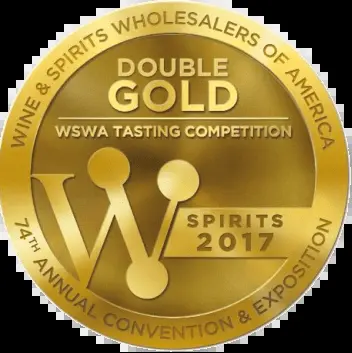 WINE & SPIRITS WHOLESALERS OF AMERICA
DOUBLE
GOLD
WSWA TASTING COMPETITION
W
SPIRITS
2017
74TH ANNUAL CONVENTION & EXPOSITION